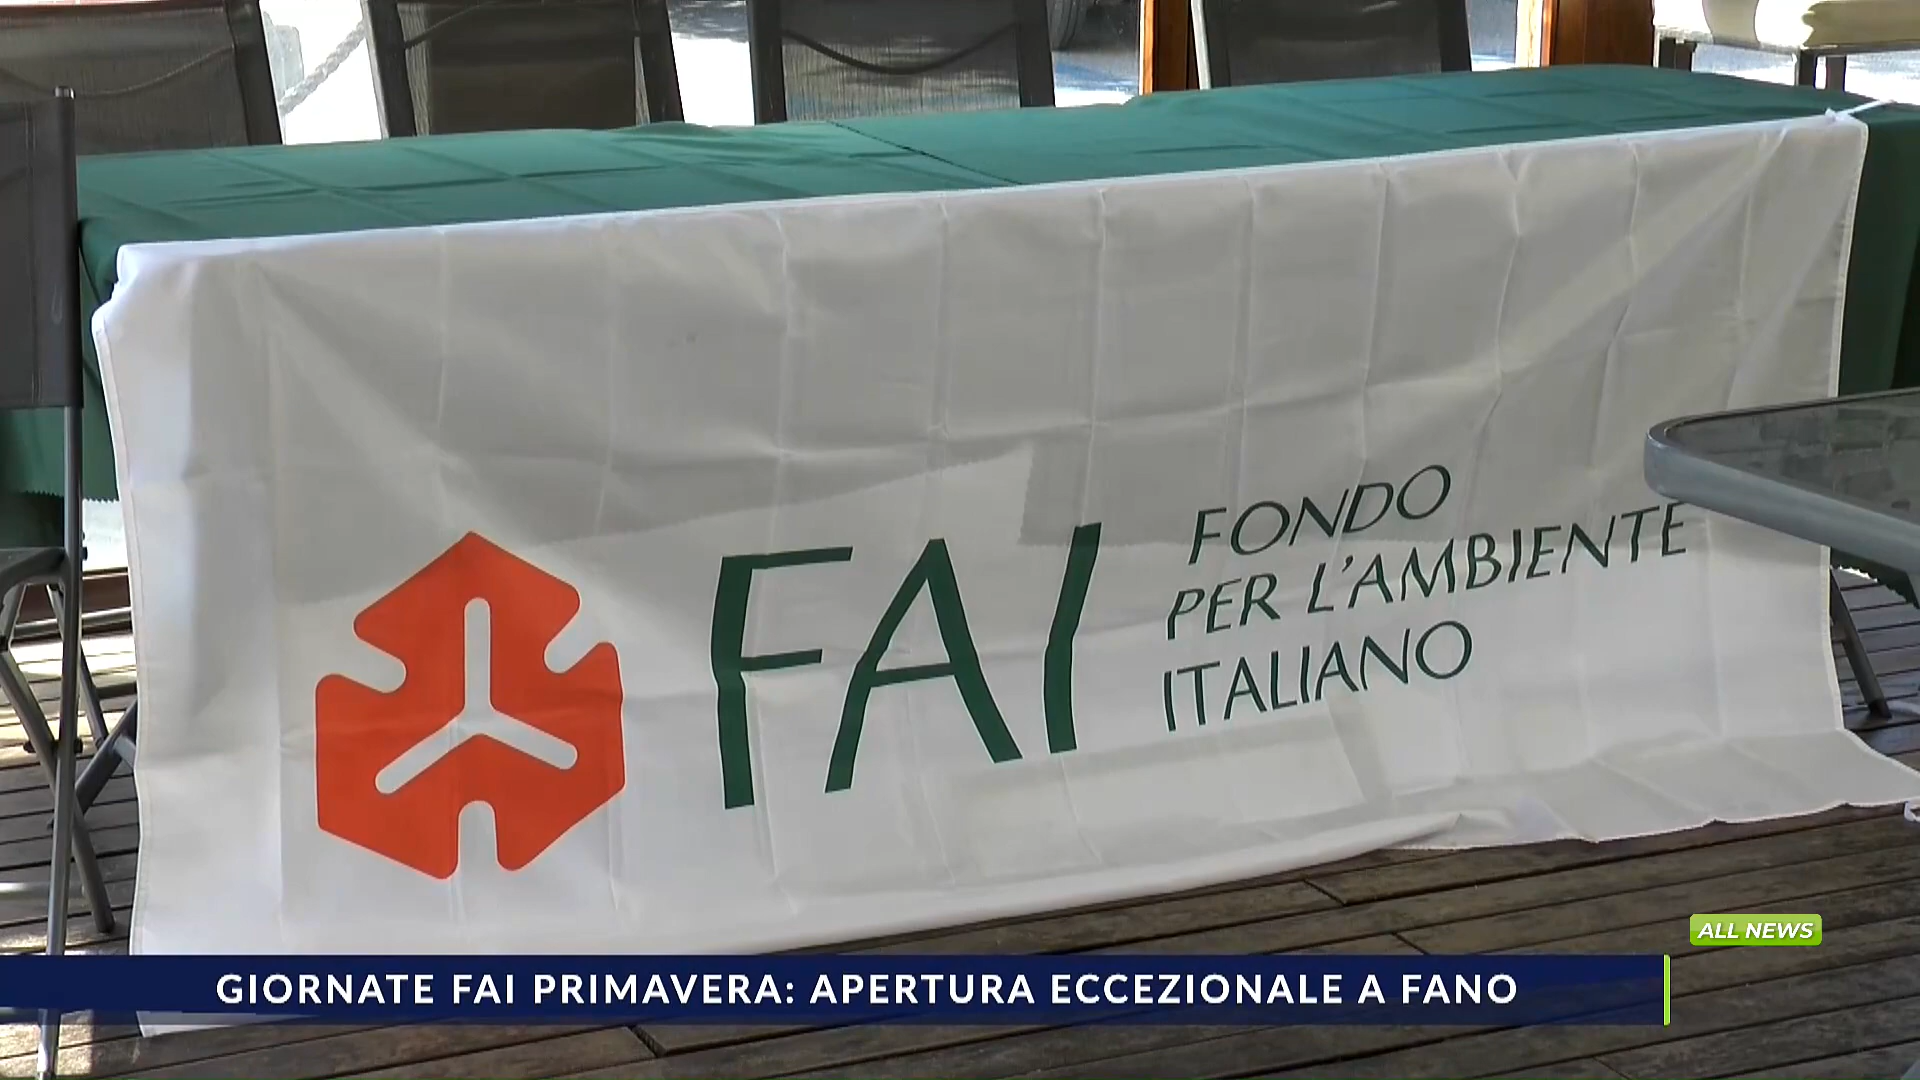 FAI
FONDO
PER L'AMBIENTE
ITALIANO
ALL NEWS
GIORNATE FAI PRIMAVERA: APERTURA ECCEZIONALE A FANO